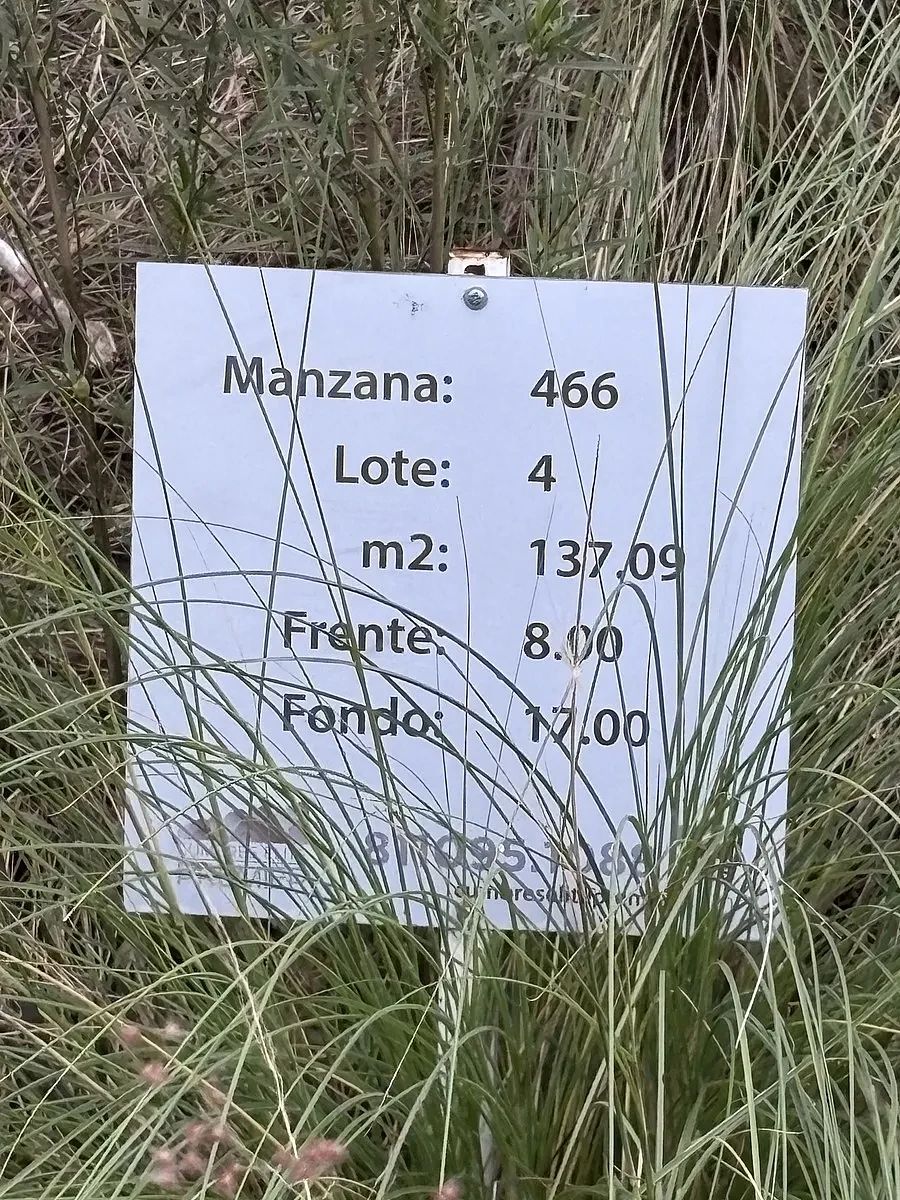 Manzana: 466
Lote: 4
m2: 137.09
Frente: 8.00
Fondo: 17.00